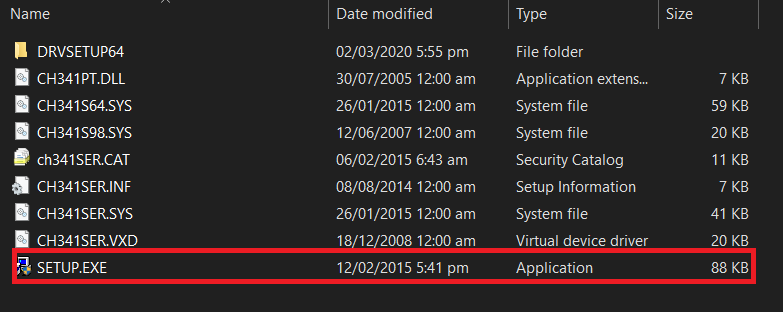 Name Date modified Type Size
DRVSETUP64 02/03/2020 5:55 pm File folder
CH341PT.DLL 30/07/2005 12:00 am Application extens... 7 KB
CH341S64.SYS 26/01/2015 12:00 am System file 59 KB
CH341S98.SYS 12/06/2007 12:00 am System file 20 KB
ch341SER.CAT 06/02/2015 6:43 am Security Catalog 11 KB
CH341SER.INF 08/08/2014 12:00 am Setup Information 7 KB
CH341SER.SYS 26/01/2015 12:00 am System file 41 KB
CH341SER.VXD 18/12/2008 12:00 am Virtual device driver 20 KB
SETUP.EXE 12/02/2015 5:41 pm Application 88 KB